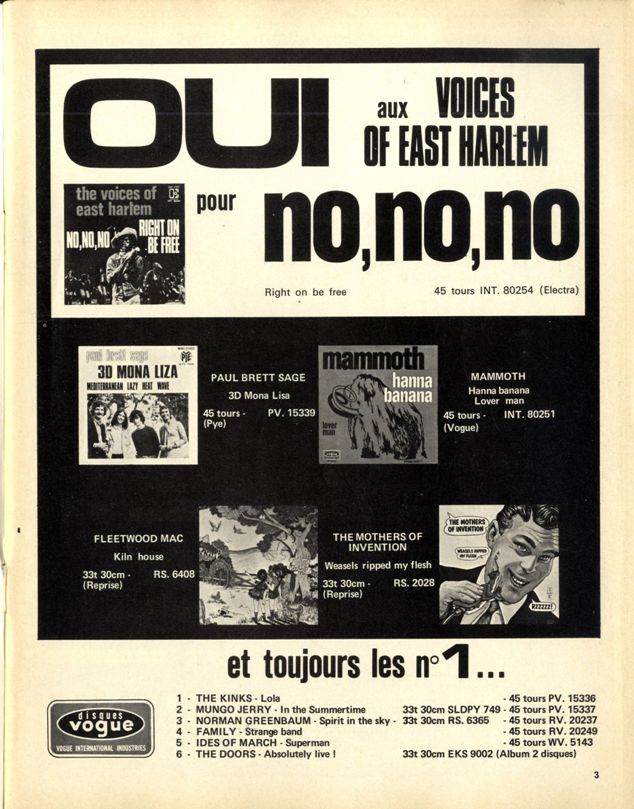 OUI
aux VOICES
OF EAST HARLEM
the voices of
east harlem
NO,NO,NO
RIGHT ON
BE FREE
pour no,no,no
Right on be free 45 tours INT. 80254 (Electra)
paul brett sage
PYE
3D MONA LIZA
MEDITERRANEAN LAZY HEAT WAVE
PAUL BRETT SAGE
3D Mona Lisa
45 tours - PV. 15339
(Pye)
mammoth
hanna
banana
lover
man
MAMMOTH
Hanna banana
Lover man
45 tours - INT. 80251
(Vogue)
FLEETWOOD MAC
Kiln house
33t 30cm - RS. 6408
(Reprise)
THE MOTHERS OF
INVENTION
Weasels ripped my flesh
33t 30cm - RS. 2028
(Reprise)
THE MOTHERS
OF INVENTION
WEASELS RIPPED
MY FLESH
RZZZZZ!
et toujours les n°1...
disques
vogue
VOGUE INTERNATIONAL INDUSTRIES
1 - THE KINKS - Lola - 45 tours PV. 15336
2 - MUNGO JERRY - In the Summertime 33t 30cm SLDPY 749 - 45 tours PV. 15337
3 - NORMAN GREENBAUM - Spirit in the sky - 33t 30cm RS. 6365 - 45 tours RV. 20237
4 - FAMILY - Strange band - 45 tours RV. 20249
5 - IDES OF MARCH - Superman - 45 tours WV. 5143
6 - THE DOORS - Absolutely live ! 33t 30cm EKS 9002 (Album 2 disques)
3